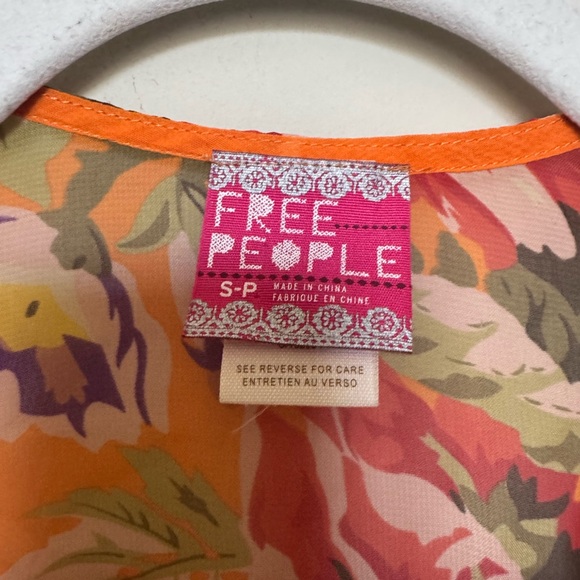 FREE
PEOPLE
S-P MADE IN CHINA
FABRIQUE EN CHINE
SEE REVERSE FOR CARE
ENTRETIEN AU VERSO